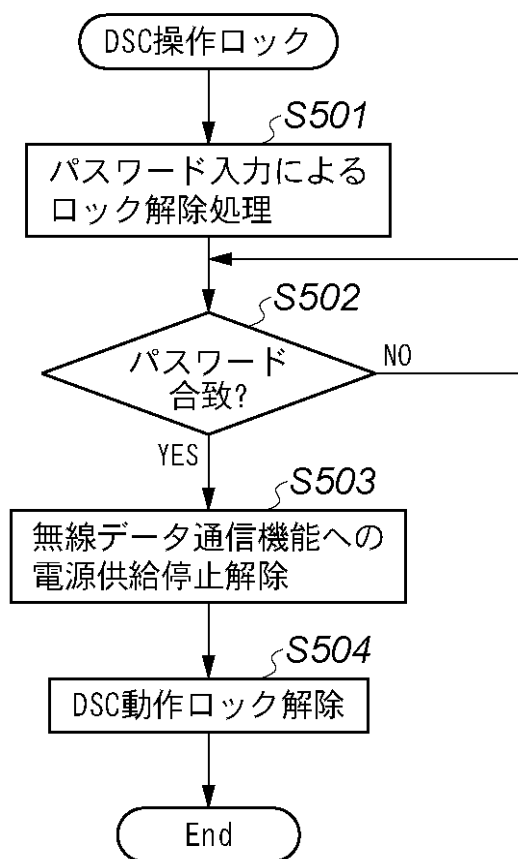 DSC操作ロック
S501
パスワード入力による
ロック解除処理
S502
パスワード
合致?
NO
YES
S503
無線データ通信機能への
電源供給停止解除
S504
DSC動作ロック解除
End